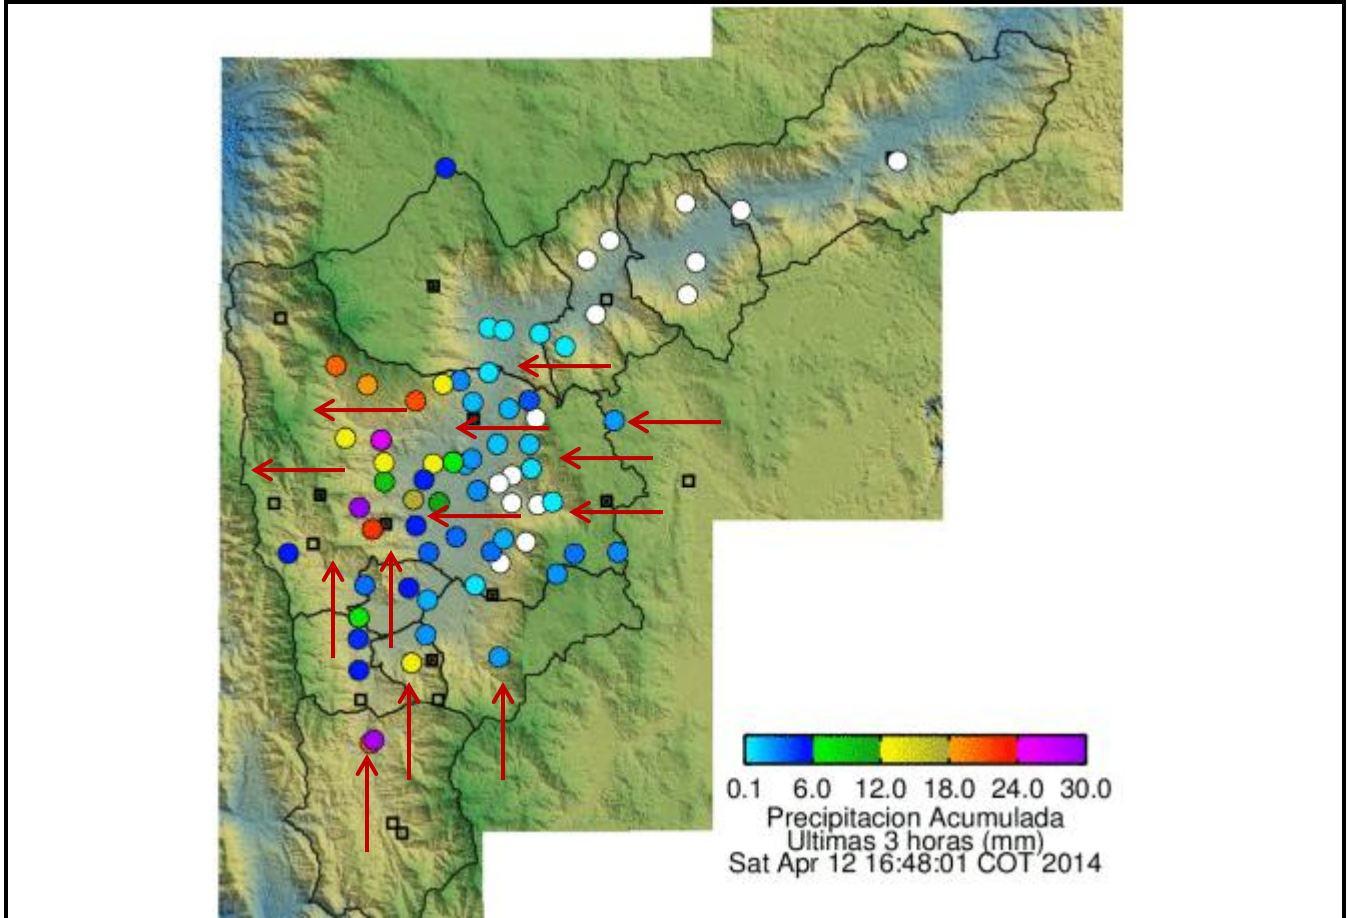 0.1 6.0 12.0 18.0 24.0 30.0
Precipitacion Acumulada
Ultimas 3 horas (mm)
Sat Apr 12 16:48:01 COT 2014